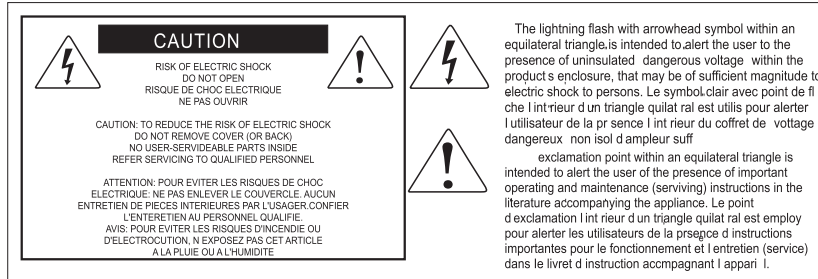 CAUTION
RISK OF ELECTRIC SHOCK
DO NOT OPEN
RISQUE DE CHOC ELECTRIQUE
NE PAS OUVRIR
CAUTION: TO REDUCE THE RISK OF ELECTRIC SHOCK
DO NOT REMOVE COVER (OR BACK)
NO USER-SERVIDEABLE PARTS INSIDE
REFER SERVICING TO QUALIFIED PERSONNEL
ATTENTION: POUR EVITER LES RISQUES DE CHOC
ELECTRIQUE: NE PAS ENLEVER LE COUVERCLE. AUCUN
ENTRETIEN DE PIECES INTERIEURES PAR L'USAGER.CONFIER
L'ENTERETIEN AU PERSONNEL QUALIFIE.
AVIS: POUR EVITER LES RISQUES D'INCENDIE OU
D'ELECTROCUTION, N EXPOSEZ PAS CET ARTICLE
A LA PLUIE OU A L'HUMIDITE
The lightning flash with arrowhead symbol within an
equilateral triangle, is intended to alert the user to the
presence of uninsulated dangerous voltage within the
product s enclosure, that may be of sufficient magnitude to
electric shock to persons. Le symbol clair avec point de fl
che l int rieur d un triangle quilat ral est utilis pour alerter
l utilisateur de la pr sence l int rieur du coffret de vottage
dangereux non isol d ampleur suff
exclamation point within an equilateral triangle is
intended to alert the user of the presence of important
operating and maintenance (serviving) instructions in the
literature accompanying the appliance. Le point
d exclamation l int rieur d un triangle quilat ral est employ
pour alerter les utilisateurs de la prsence d instructions
importantes pour le fonctionnement et l entretien (service)
dans le livret d instruction accmpagnant l appari l.